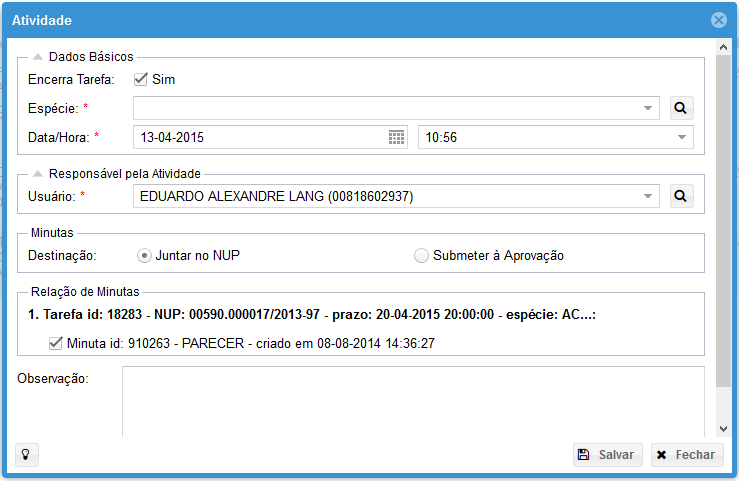 Atividade
Dados Básicos
Encerra Tarefa: Sim
Espécie: *
Data/Hora: * 13-04-2015 10:56
Responsável pela Atividade
Usuário: * EDUARDO ALEXANDRE LANG (00818602937)
Minutas
Destinação: Juntar no NUP Submeter à Aprovação
Relação de Minutas
1. Tarefa id: 18283 - NUP: 00590.000017/2013-97 - prazo: 20-04-2015 20:00:00 - espécie: AC...:
Minuta id: 910263 - PARECER - criado em 08-08-2014 14:36:27
Observação:
Salvar Fechar